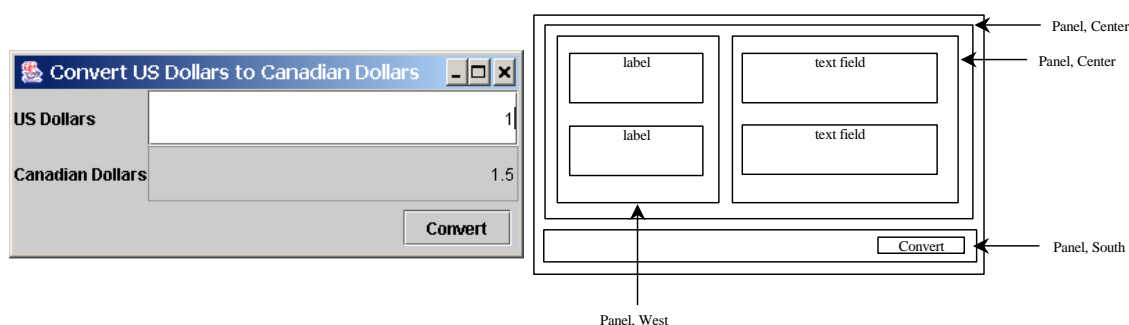 Convert US Dollars to Canadian Dollars
US Dollars
1
Canadian Dollars
1.5
Convert
Panel, Center
label
text field
Panel, Center
label
text field
Convert
Panel, South
Panel, West